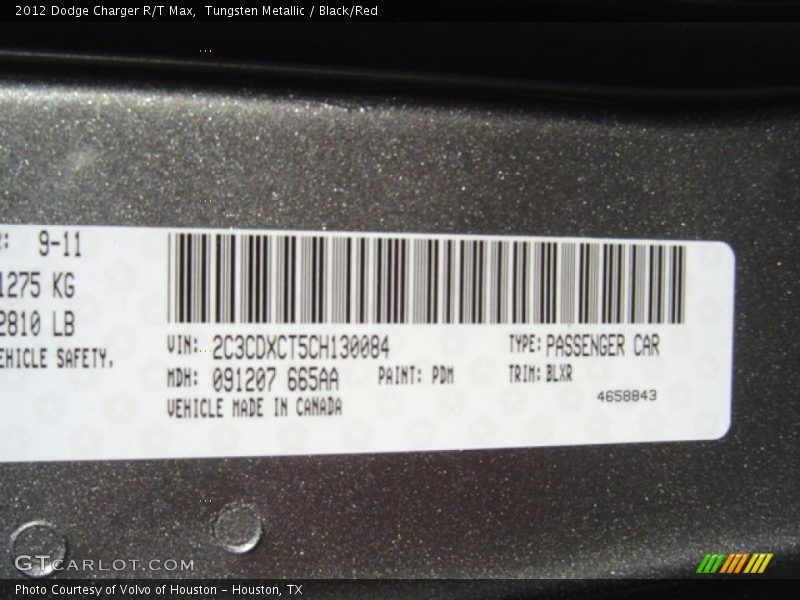 2012 Dodge Charger R/T Max, Tungsten Metallic / Black/Red
9-11
1275 KG
2810 LB
EHICLE SAFETY.
VIN: 2C3CDXCT5CH130084
TYPE: PASSENGER CAR
MDH: 091207 665AA
PAINT: PDM
TRIM: BLXR
VEHICLE MADE IN CANADA
4658843
GTCARLOT.COM
Photo Courtesy of Volvo of Houston - Houston, TX